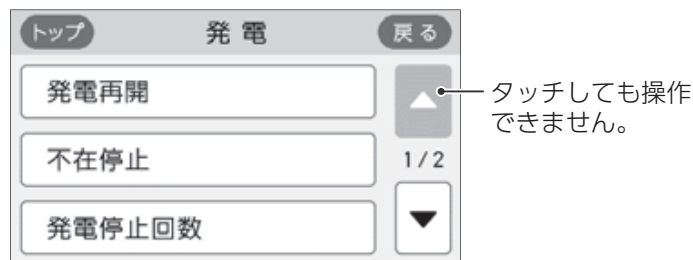 トップ 発電 戻る
発電再開
タッチしても操作
できません。
不在停止
1/2
発電停止回数